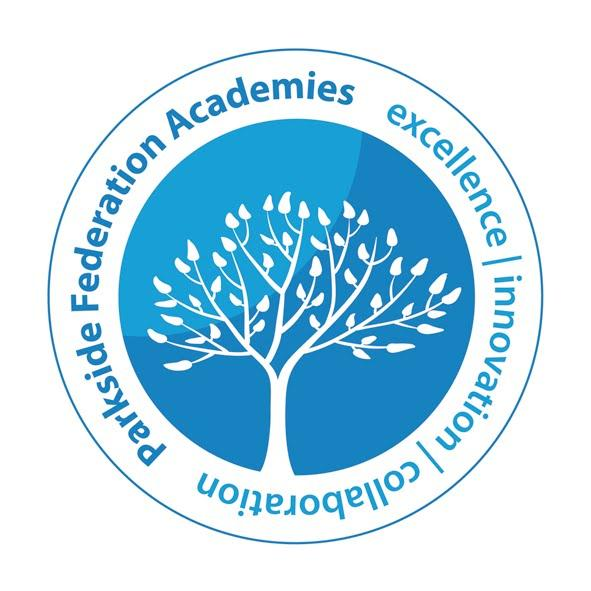 Parkside Federation Academies
excellence | innovation | collaboration